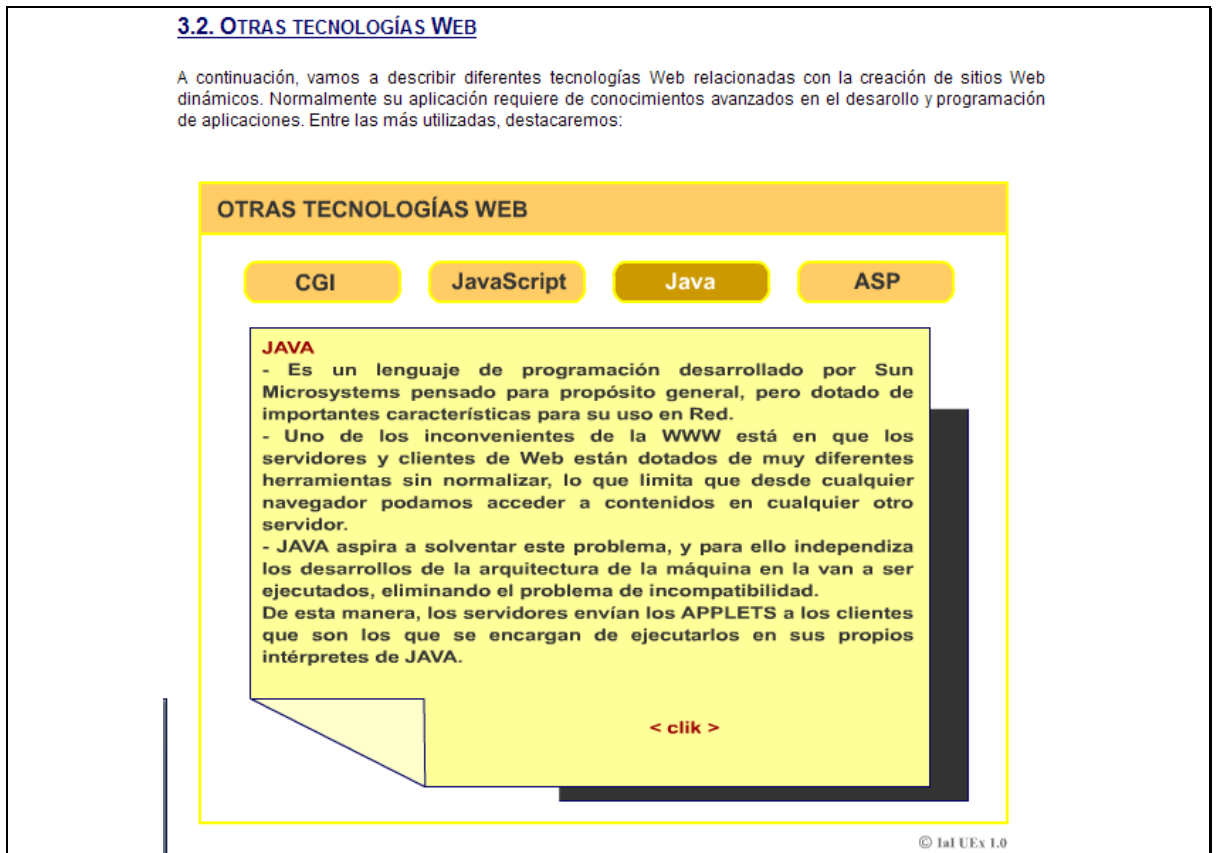 3.2. OTRAS TECNOLOGÍAS WEB
A continuación, vamos a describir diferentes tecnologías Web relacionadas con la creación de sitios Web
dinámicos. Normalmente su aplicación requiere de conocimientos avanzados en el desarollo y programación
de aplicaciones. Entre las más utilizadas, destacaremos:
OTRAS TECNOLOGÍAS WEB
CGI JavaScript Java ASP
JAVA
- Es un lenguaje de programación desarrollado por Sun
Microsystems pensado para propósito general, pero dotado de
importantes características para su uso en Red.
- Uno de los inconvenientes de la WWW está en que los
servidores y clientes de Web están dotados de muy diferentes
herramientas sin normalizar, lo que limita que desde cualquier
navegador podamos acceder a contenidos en cualquier otro
servidor.
- JAVA aspira a solventar este problema, y para ello independiza
los desarrollos de la arquitectura de la máquina en la van a ser
ejecutados, eliminando el problema de incompatibilidad.
De esta manera, los servidores envían los APPLETS a los clientes
que son los que se encargan de ejecutarlos en sus propios
intérpretes de JAVA.
< clik >
© IaI UEx 1.0